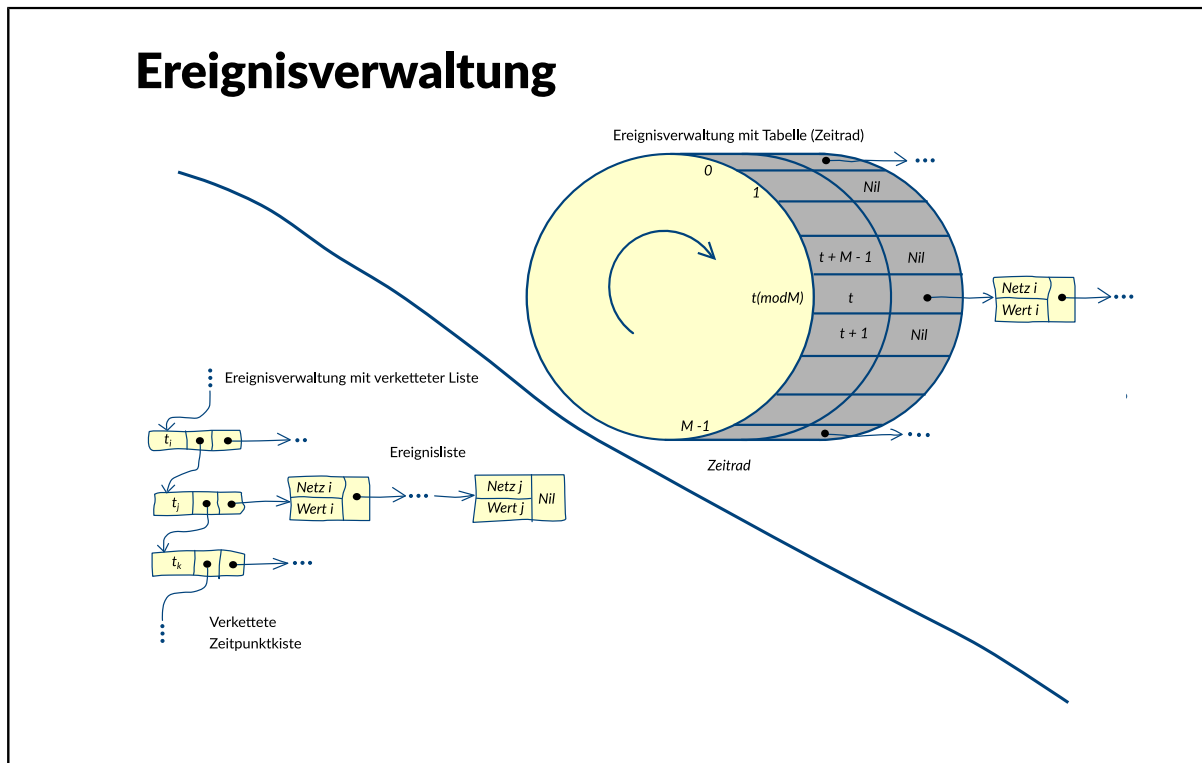 Ereignisverwaltung
Ereignisverwaltung mit Tabelle (Zeitrad)
0
1
Nil
t + M - 1
Nil
t(modM)
t
t + 1
Nil
Netz i
Wert i
M -1
Zeitrad
Ereignisverwaltung mit verketteter Liste
tᵢ
Ereignisliste
tⱼ
Netz i
Wert i
Netz j
Wert j
Nil
tₖ
Verkettete
Zeitpunktkiste